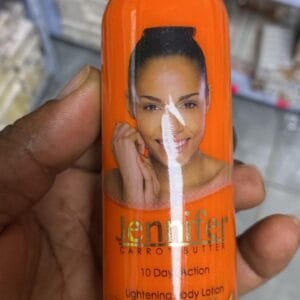 Jennifer
CARROT BUTTER
10 Days Action
Lightening Body Lotion